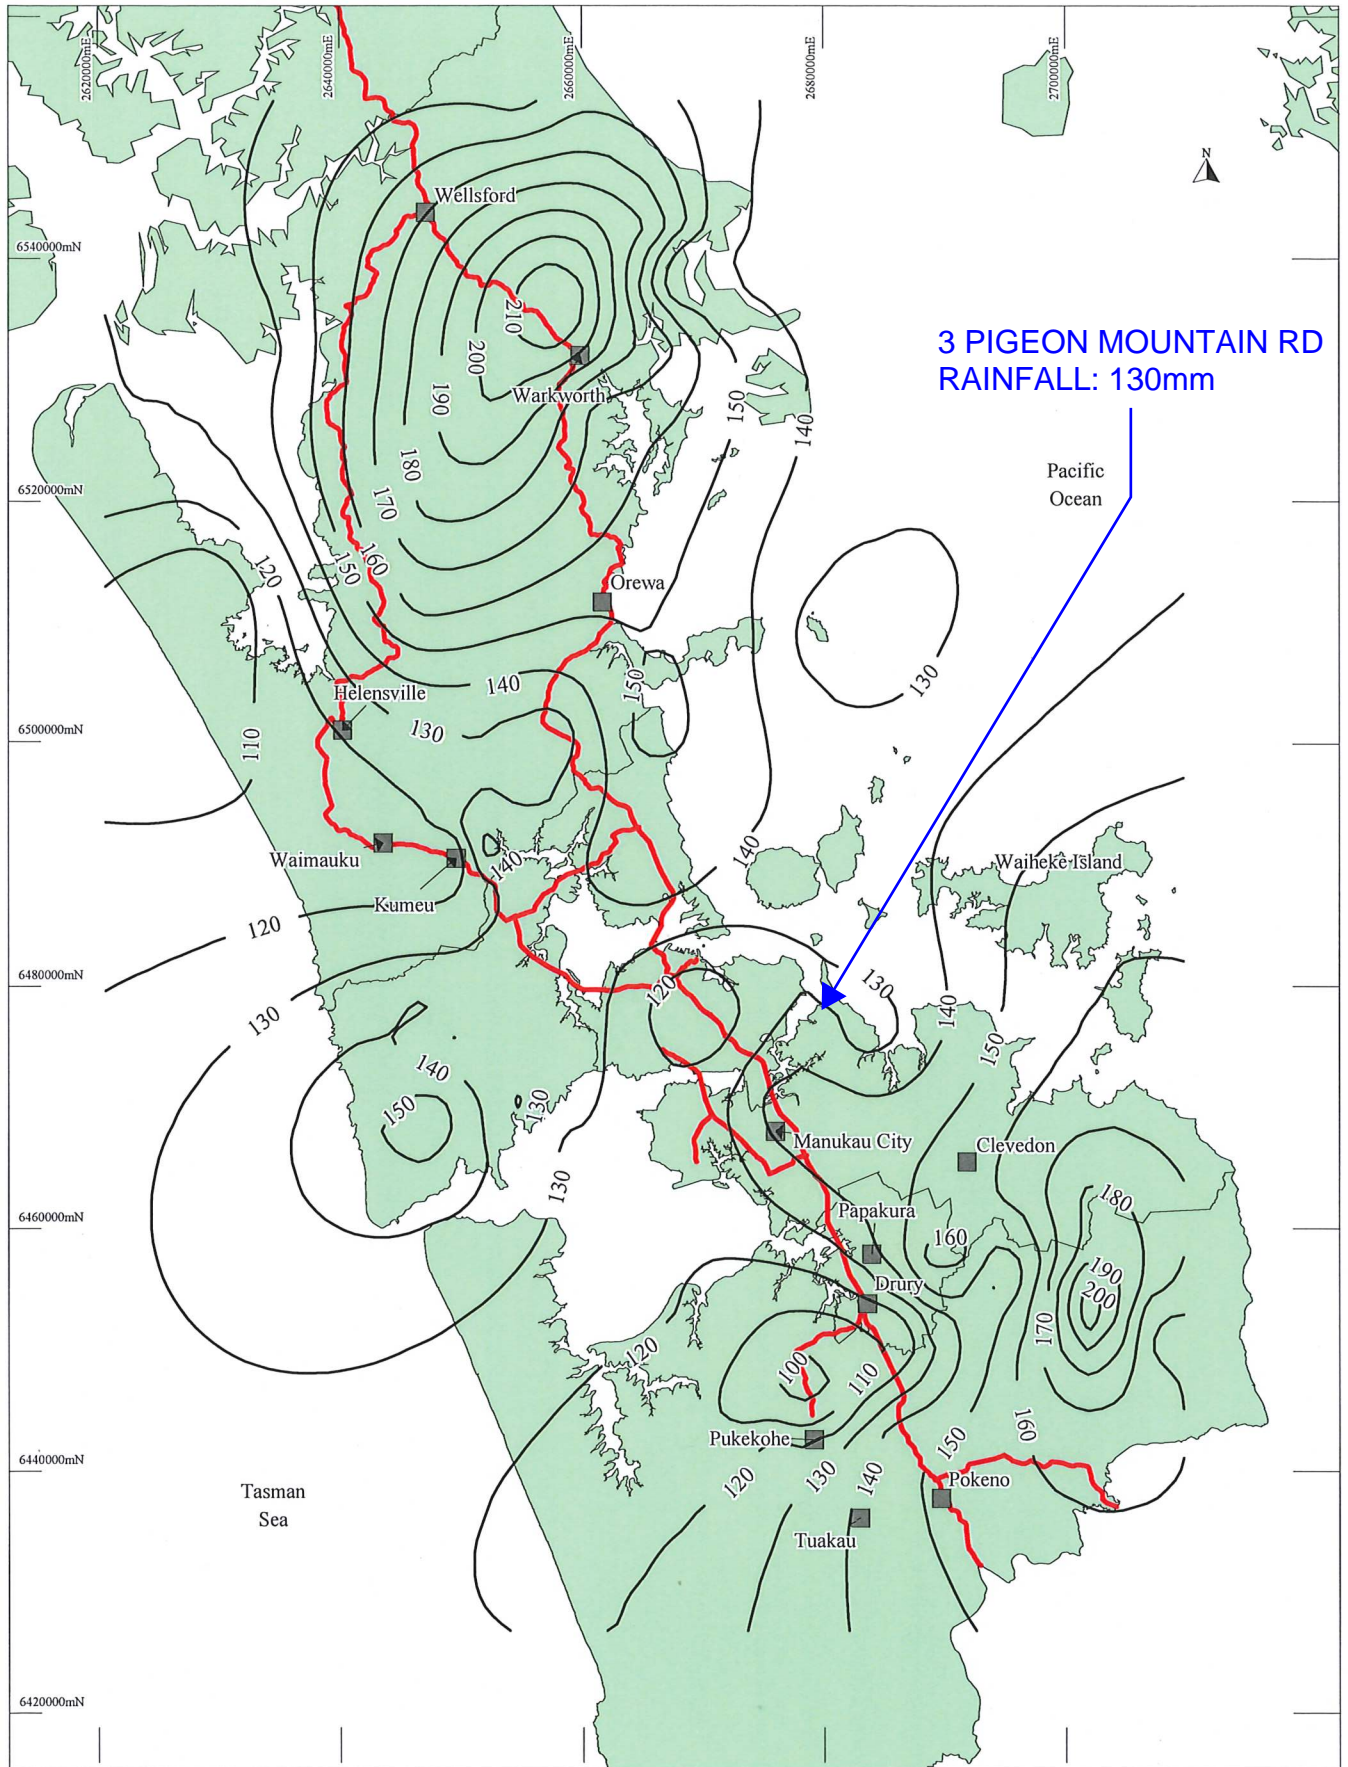 2620000mE
2640000mE
2660000mE
2680000mE
2700000mE
N
Wellsford
6540000mN
210
3 PIGEON MOUNTAIN RD
RAINFALL: 130mm
200
Warkworth
190
150
140
180
Pacific
Ocean
6520000mN
170
160
150
120
Orewa
130
150
140
Helensville
130
6500000mN
110
140
Waimauku
140
Waiheke Island
Kumeu
120
6480000mN
120
130
130
140
150
140
150
130
Manukau City
Clevedon
130
180
Papakura
6460000mN
160
190
200
Drury
170
120
100
110
160
Pukekohe
150
6440000mN
120
130
140
Pokeno
Tasman
Sea
Tuakau
6420000mN